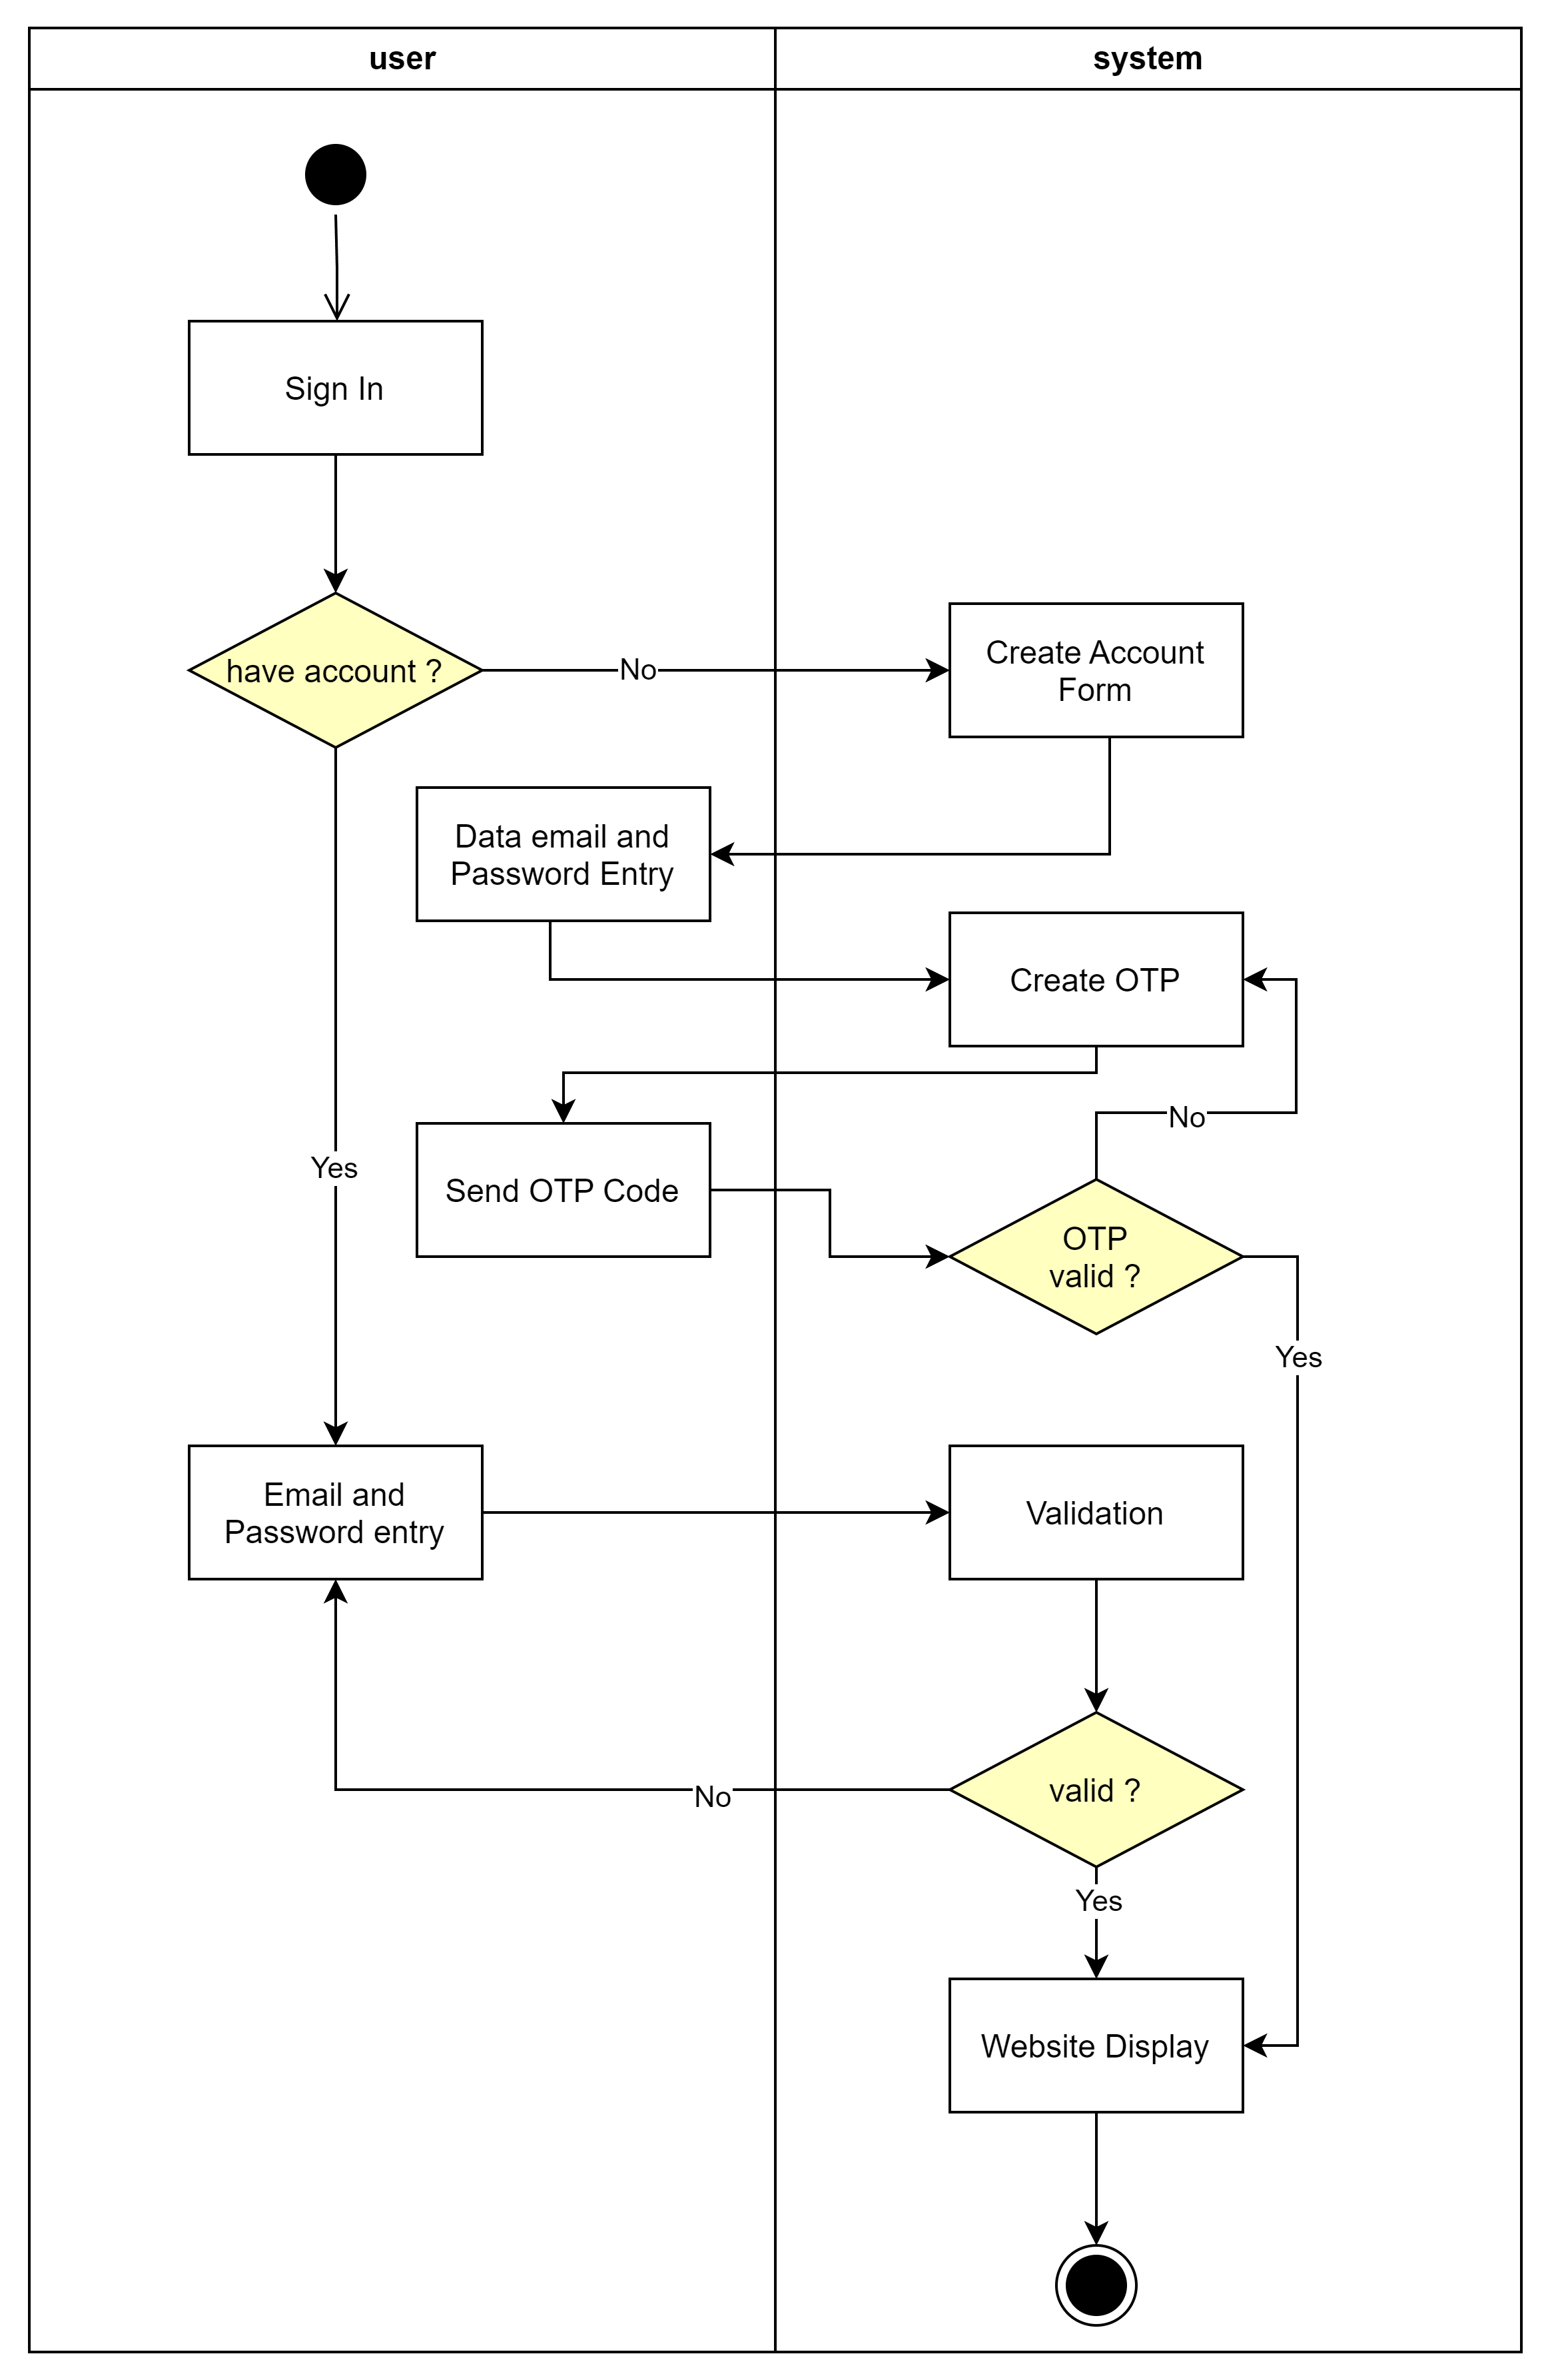 user
system
Sign In
have account ?
No
Create Account
Form
Data email and
Password Entry
Create OTP
No
Yes
Send OTP Code
OTP
valid ?
Yes
Email and
Password entry
Validation
valid ?
No
Yes
Website Display